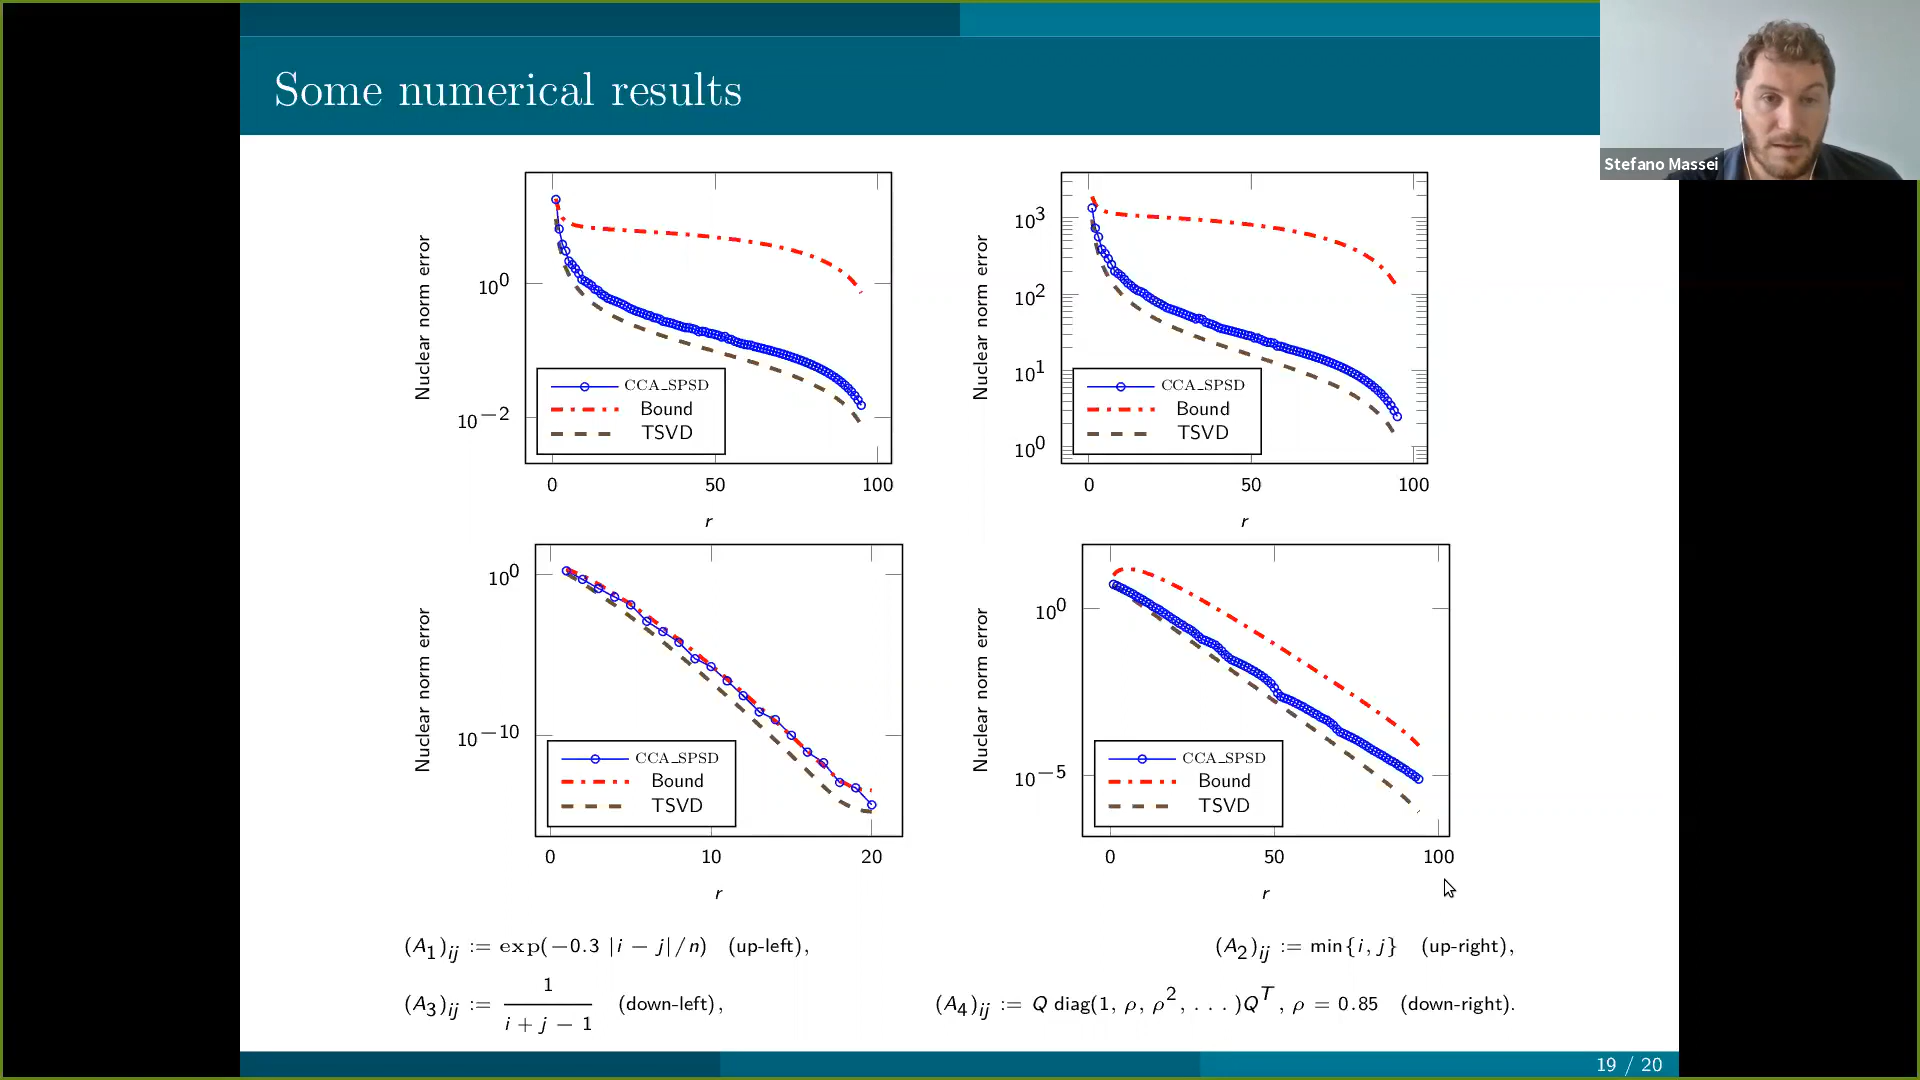 Some numerical results
Stefano Massei
Nuclear norm error
10^0
10^−2
CCA_SPSD
Bound
TSVD
0 50 100
r
Nuclear norm error
10^3
10^2
10^1
10^0
CCA_SPSD
Bound
TSVD
0 50 100
r
Nuclear norm error
10^0
10^−10
CCA_SPSD
Bound
TSVD
0 10 20
r
Nuclear norm error
10^0
10^−5
CCA_SPSD
Bound
TSVD
0 50 100
r
(A_1)_ij := exp(−0.3 |i − j|/n) (up-left), (A_2)_ij := min{i, j} (up-right),
(A_3)_ij := 1/(i + j − 1) (down-left), (A_4)_ij := Q diag(1, ρ, ρ^2, . . . )Q^T, ρ = 0.85 (down-right).
19 / 20